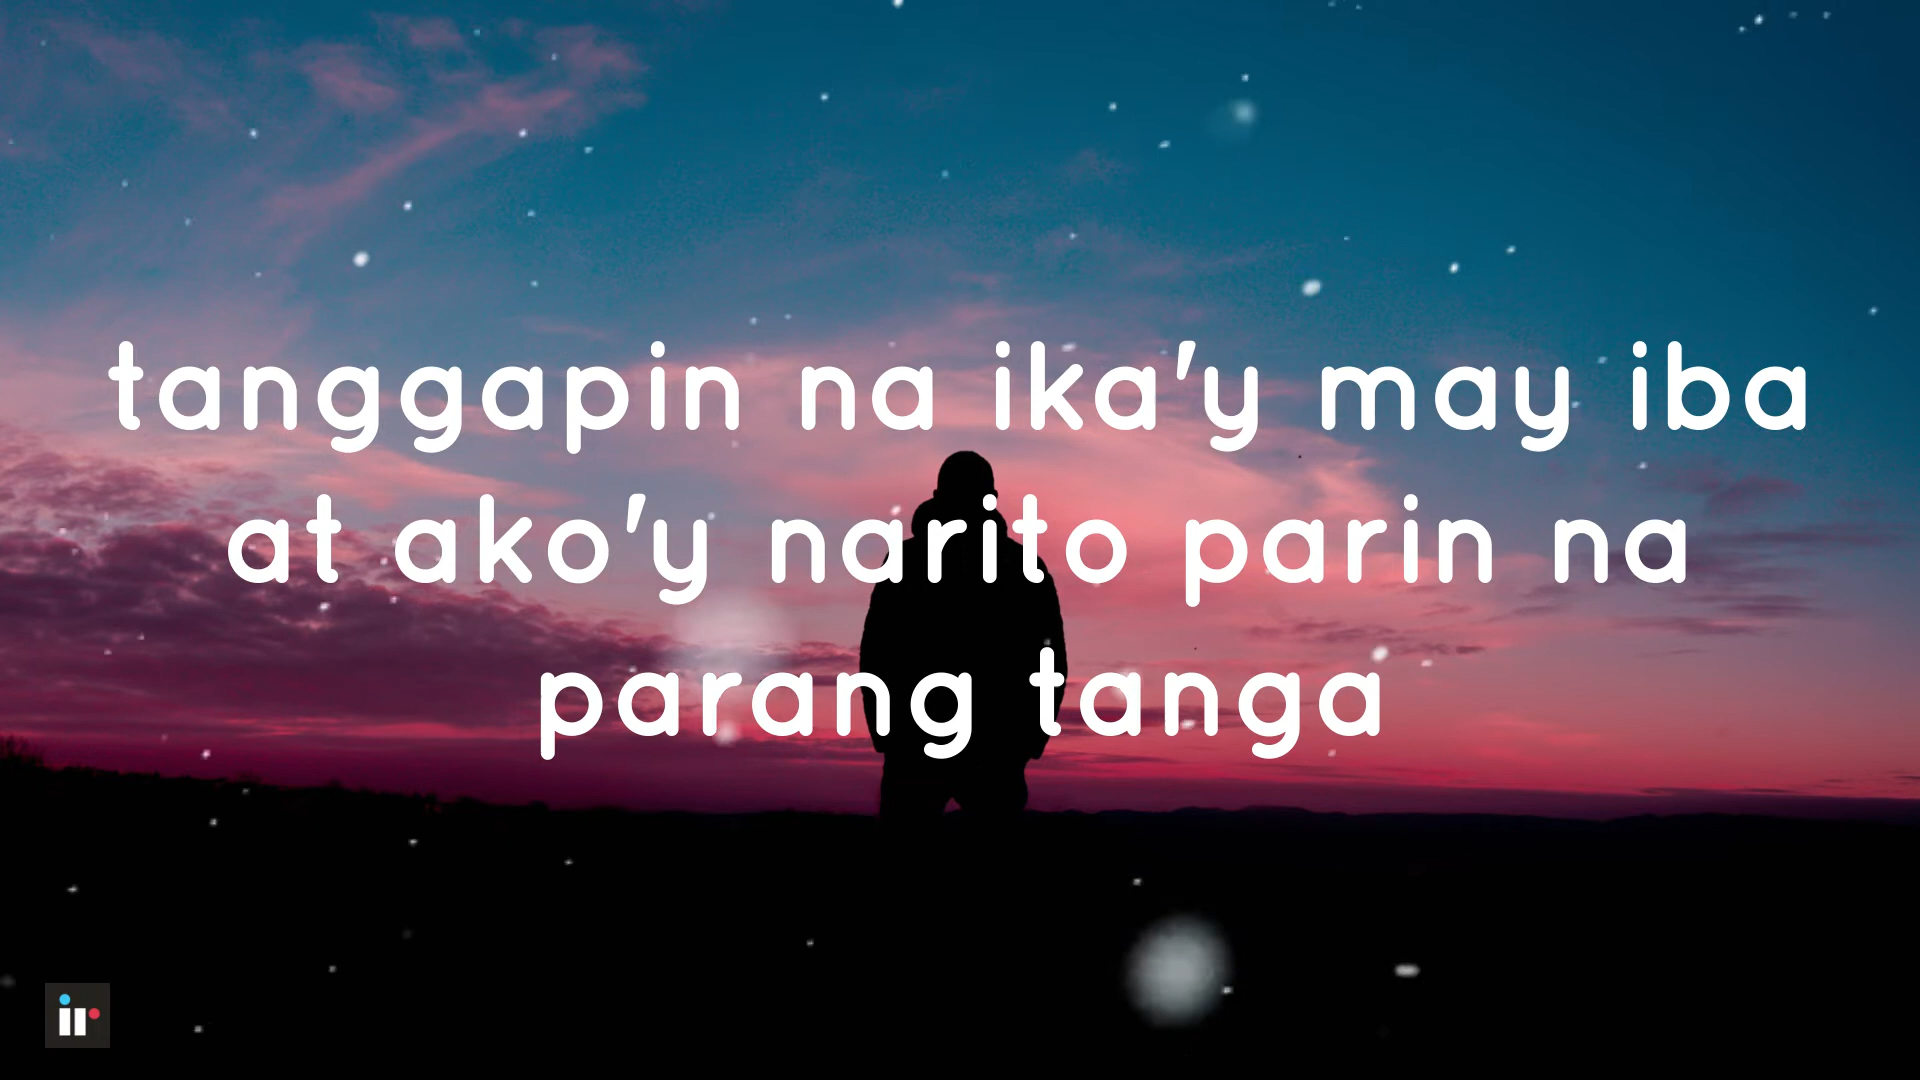 tanggapin na ika'y may iba
at ako'y narito parin na
parang tanga